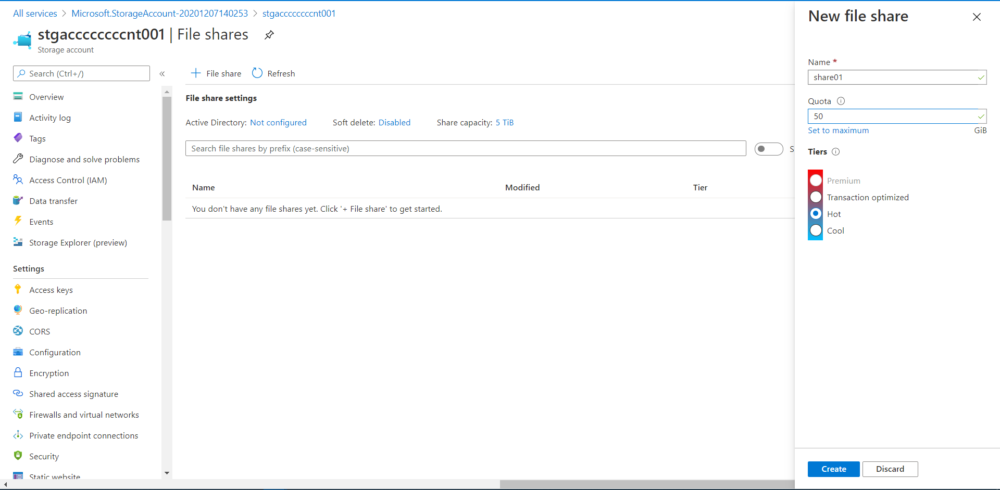 All services > Microsoft.StorageAccount-20201207140253 > stgaccccccccnt001
stgaccccccccnt001 | File shares
Storage account
Search (Ctrl+/)
«
Overview
Activity log
Tags
Diagnose and solve problems
Access Control (IAM)
Data transfer
Events
Storage Explorer (preview)
Settings
Access keys
Geo-replication
CORS
Configuration
Encryption
Shared access signature
Firewalls and virtual networks
Private endpoint connections
Security
Static website
+ File share Refresh
File share settings
Active Directory: Not configured Soft delete: Disabled Share capacity: 5 TiB
Search file shares by prefix (case-sensitive)
S
Name Modified Tier
You don't have any file shares yet. Click '+ File share' to get started.
New file share
Name *
share01
Quota
50
Set to maximum GiB
Tiers
Premium
Transaction optimized
Hot
Cool
Create Discard